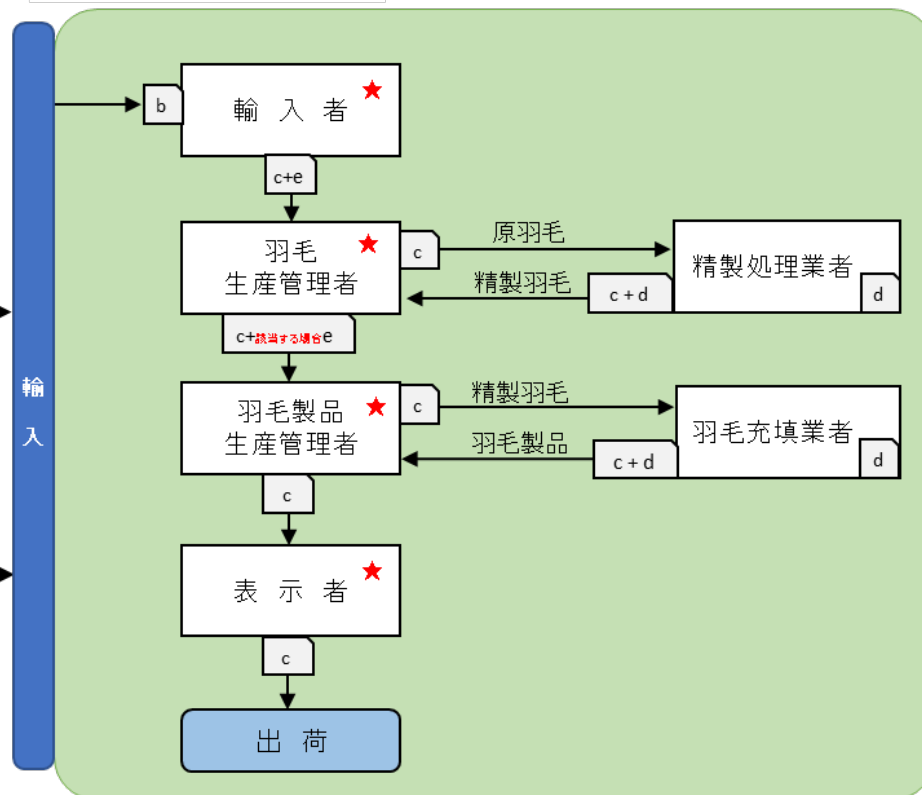 輸
入
b
輸入者 ★
c+e
羽毛 ★
生産管理者
c
原羽毛
精製処理業者
d
精製羽毛
c+d
c+該当する場合e
羽毛製品 ★
生産管理者
c
精製羽毛
羽毛充填業者
d
羽毛製品
c+d
c
表示者 ★
c
出荷